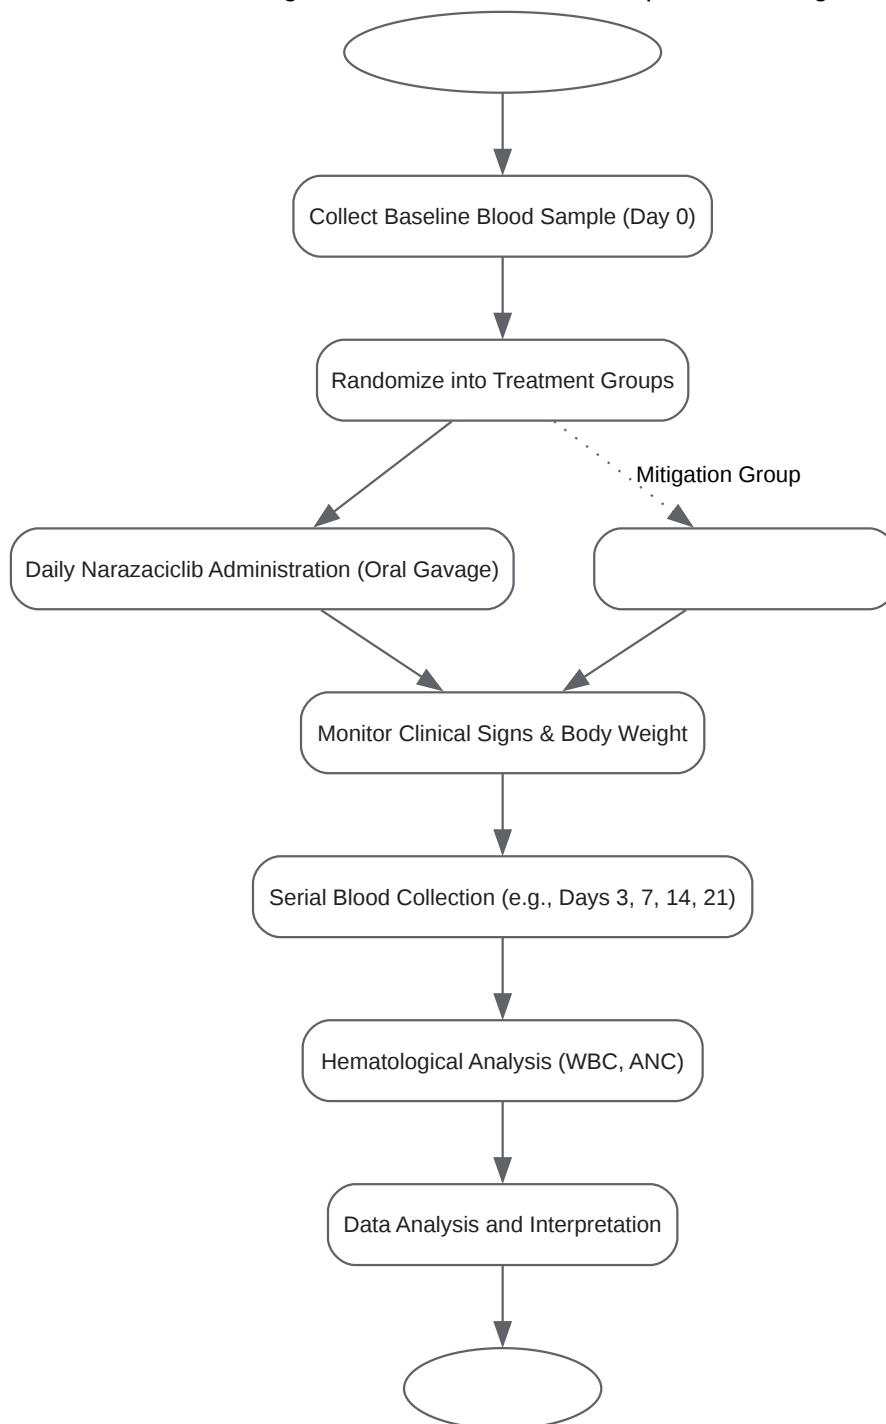 Collect Baseline Blood Sample (Day 0)
Randomize into Treatment Groups
Mitigation Group
Daily Narazaciclib Administration (Oral Gavage)
Monitor Clinical Signs & Body Weight
Serial Blood Collection (e.g., Days 3, 7, 14, 21)
Hematological Analysis (WBC, ANC)
Data Analysis and Interpretation